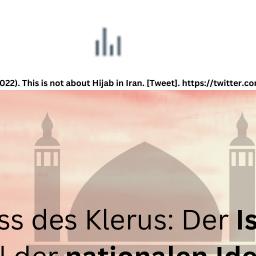 022). This is not about Hijab in Iran. [Tweet]. https://twitter.co
ss des Klerus: Der Is
der nationalen Ide